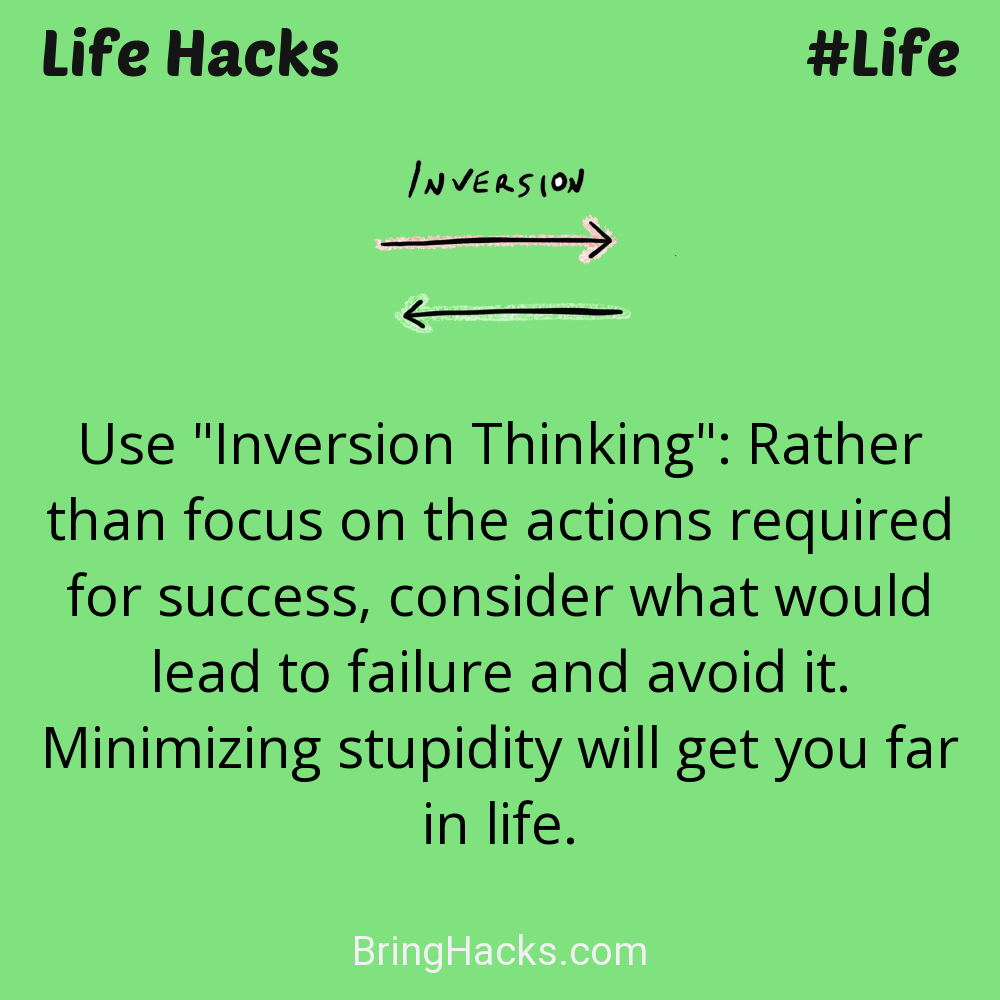 Life Hacks #Life
INVERSION
Use "Inversion Thinking": Rather
than focus on the actions required
for success, consider what would
lead to failure and avoid it.
Minimizing stupidity will get you far
in life.
BringHacks.com